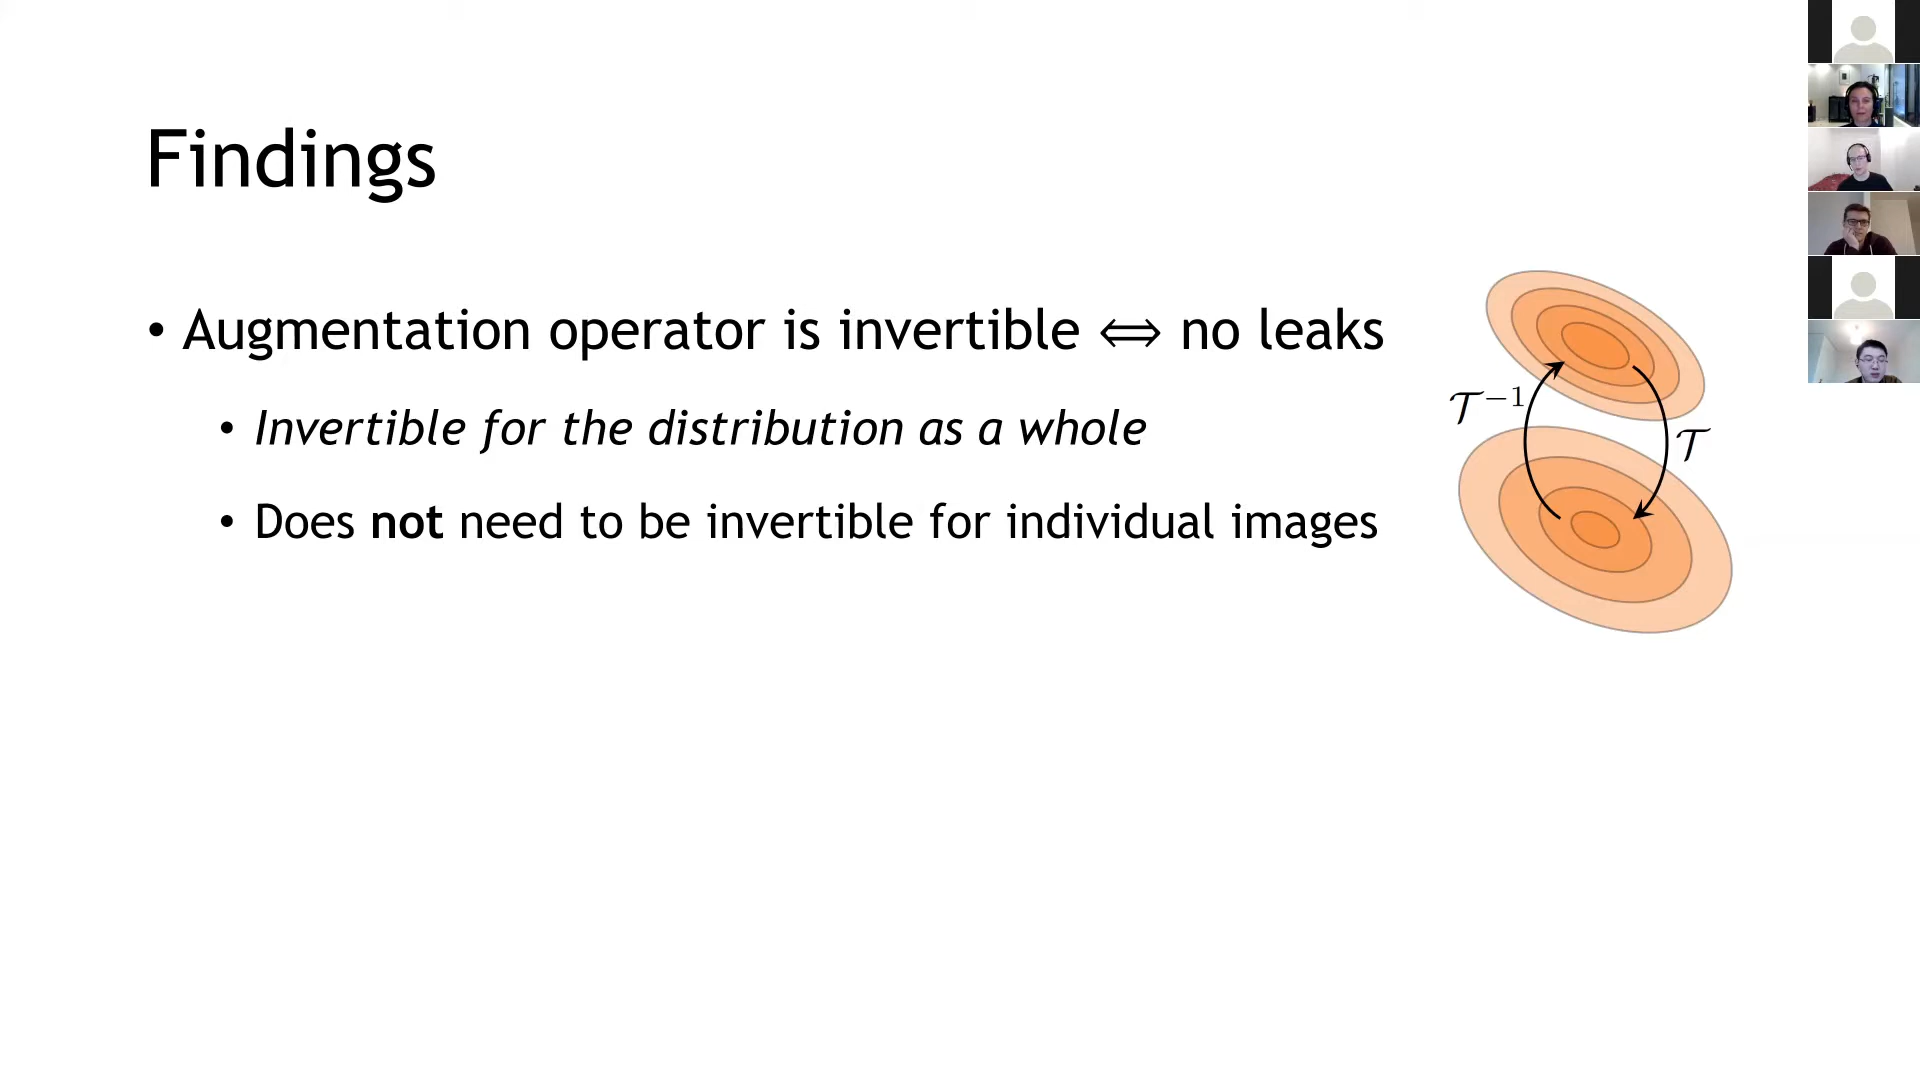 Findings
• Augmentation operator is invertible ⟺ no leaks
• Invertible for the distribution as a whole
• Does not need to be invertible for individual images
𝒯⁻¹
𝒯